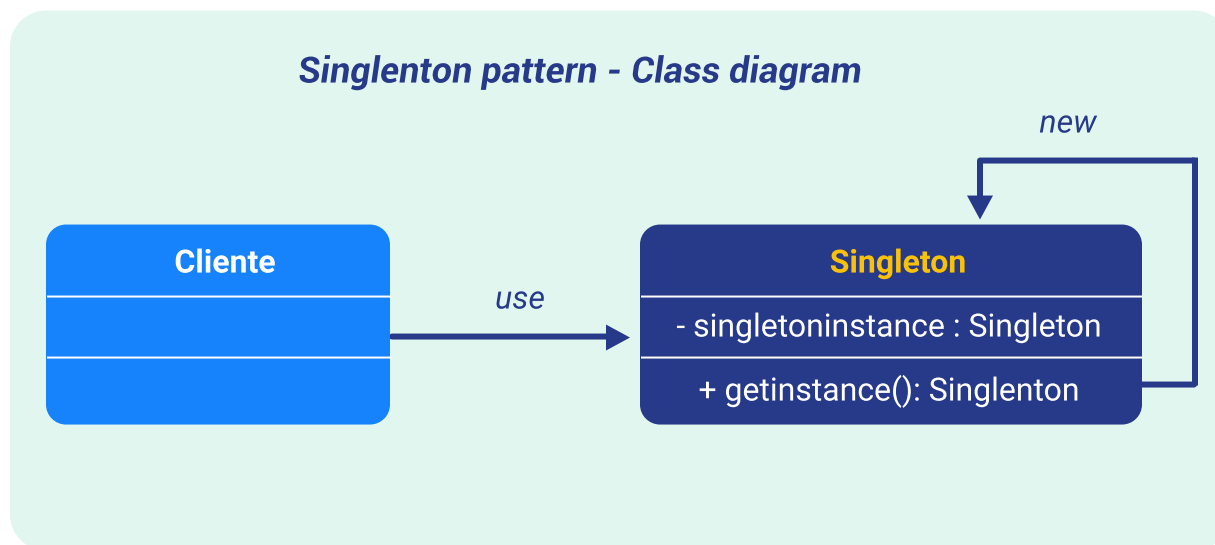 Singlenton pattern - Class diagram
new
Cliente
use
Singleton
- singletoninstance : Singleton
+ getinstance(): Singlenton